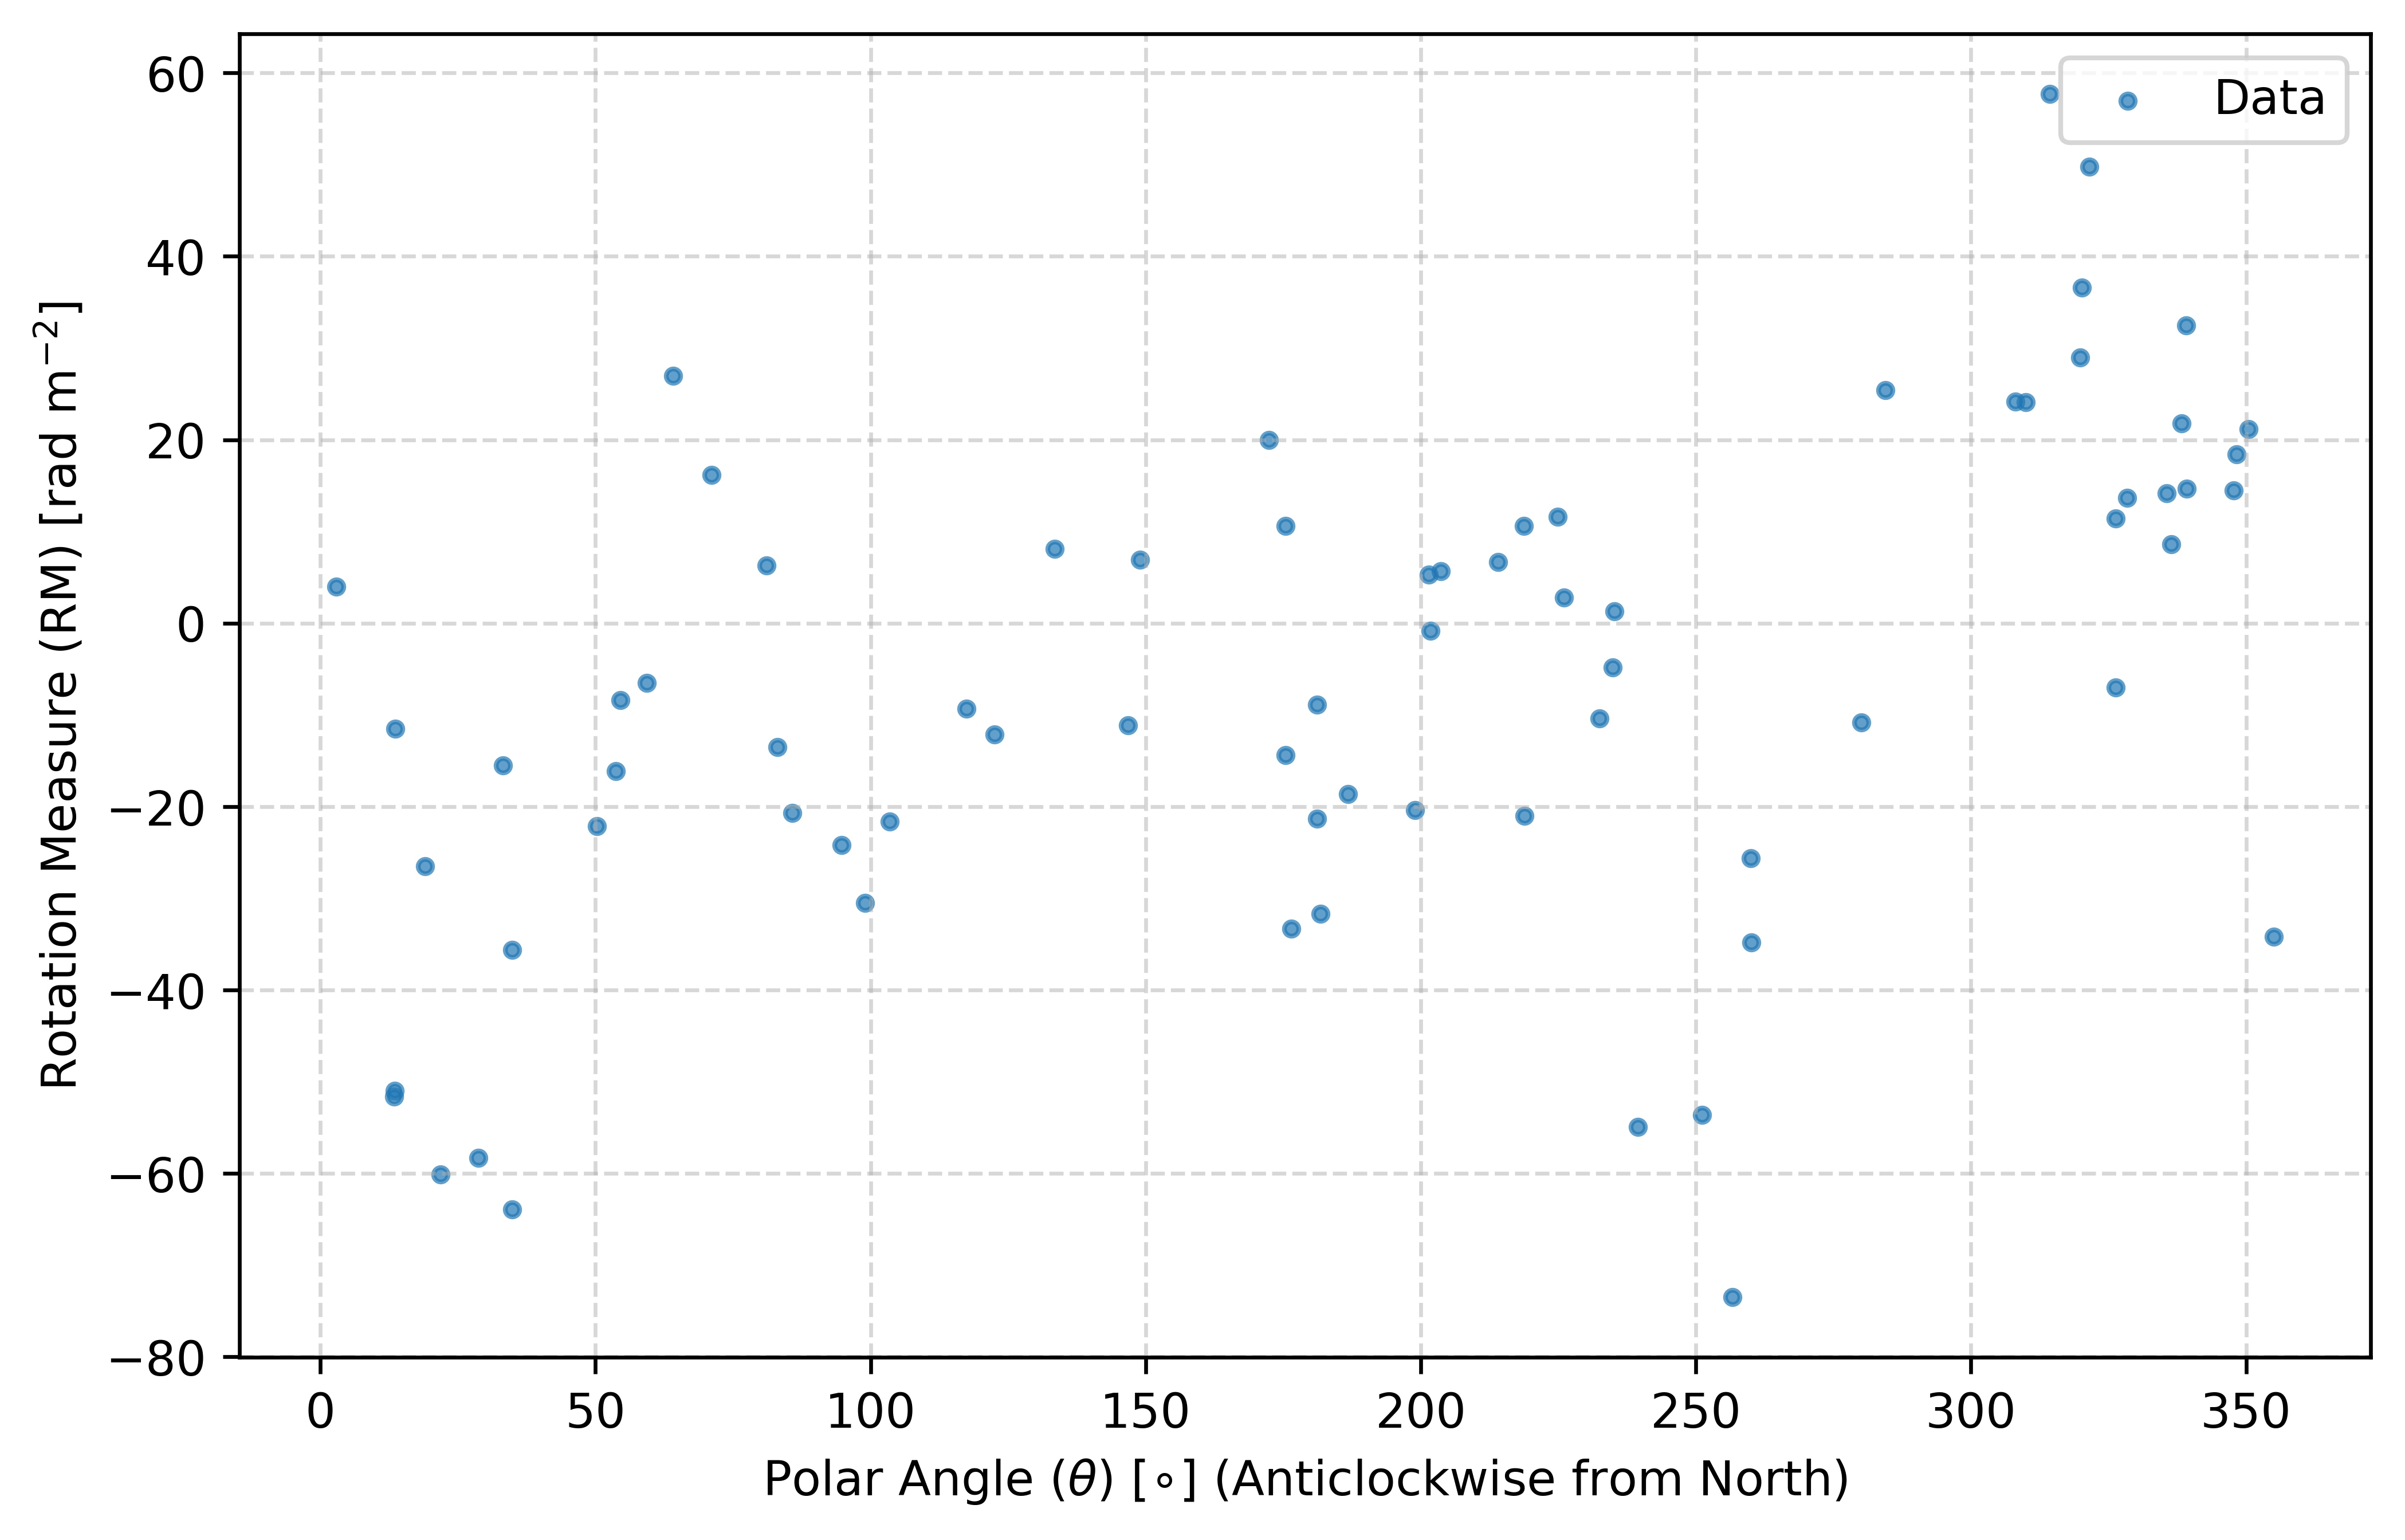 60
40
20
0
−20
−40
−60
−80
Rotation Measure (RM) [rad m⁻²]
Data
0 50 100 150 200 250 300 350
Polar Angle (θ) [∘] (Anticlockwise from North)